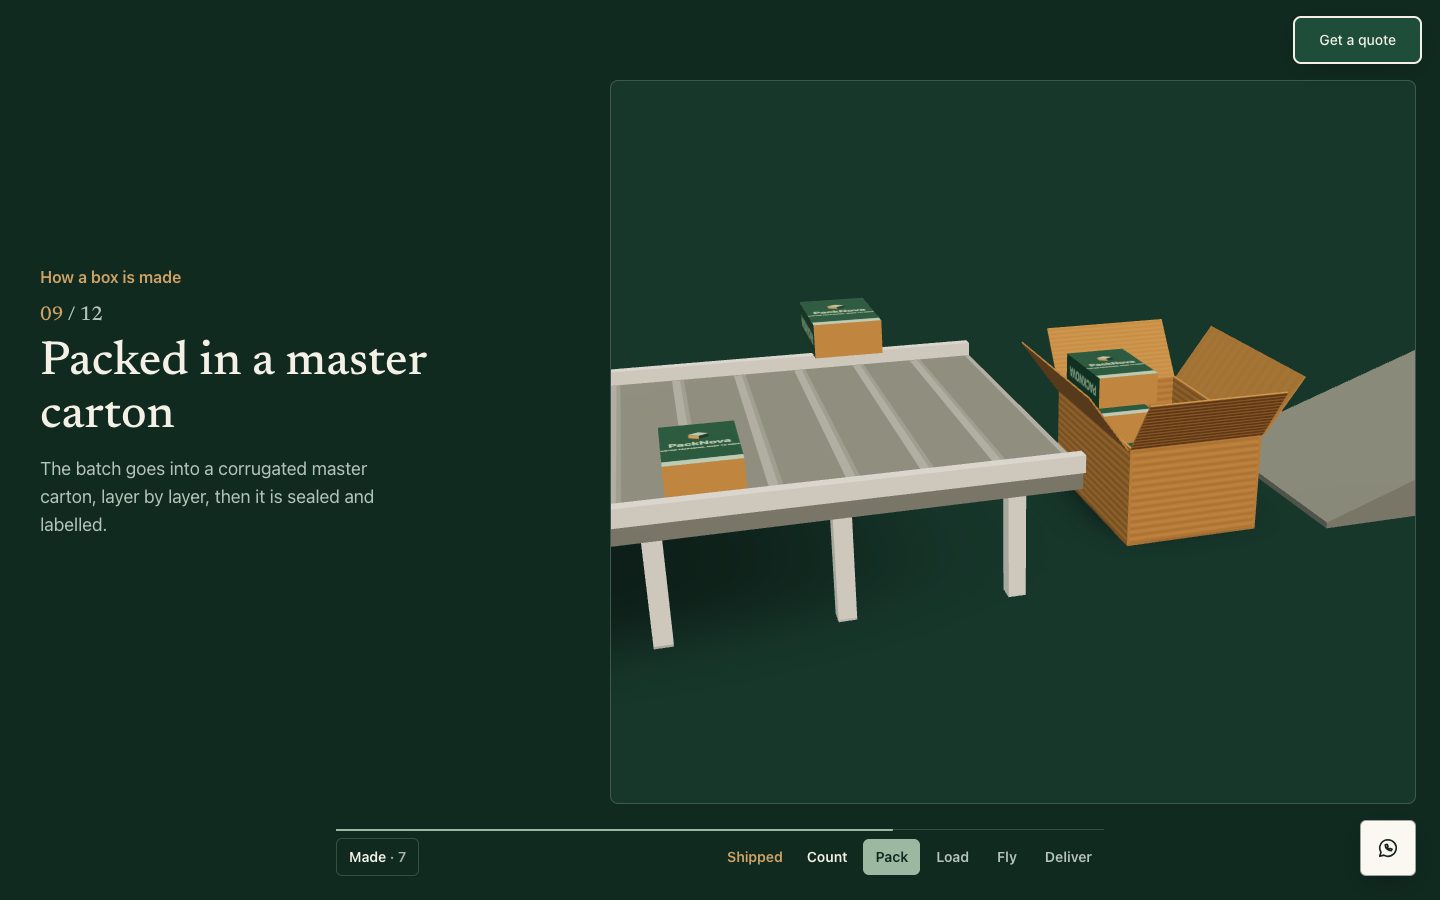 Get a quote
How a box is made
09 / 12
Packed in a master
carton
The batch goes into a corrugated master
carton, layer by layer, then it is sealed and
labelled.
PackNova
PackNova
PACKNOVA
Made · 7
Shipped
Count
Pack
Load
Fly
Deliver